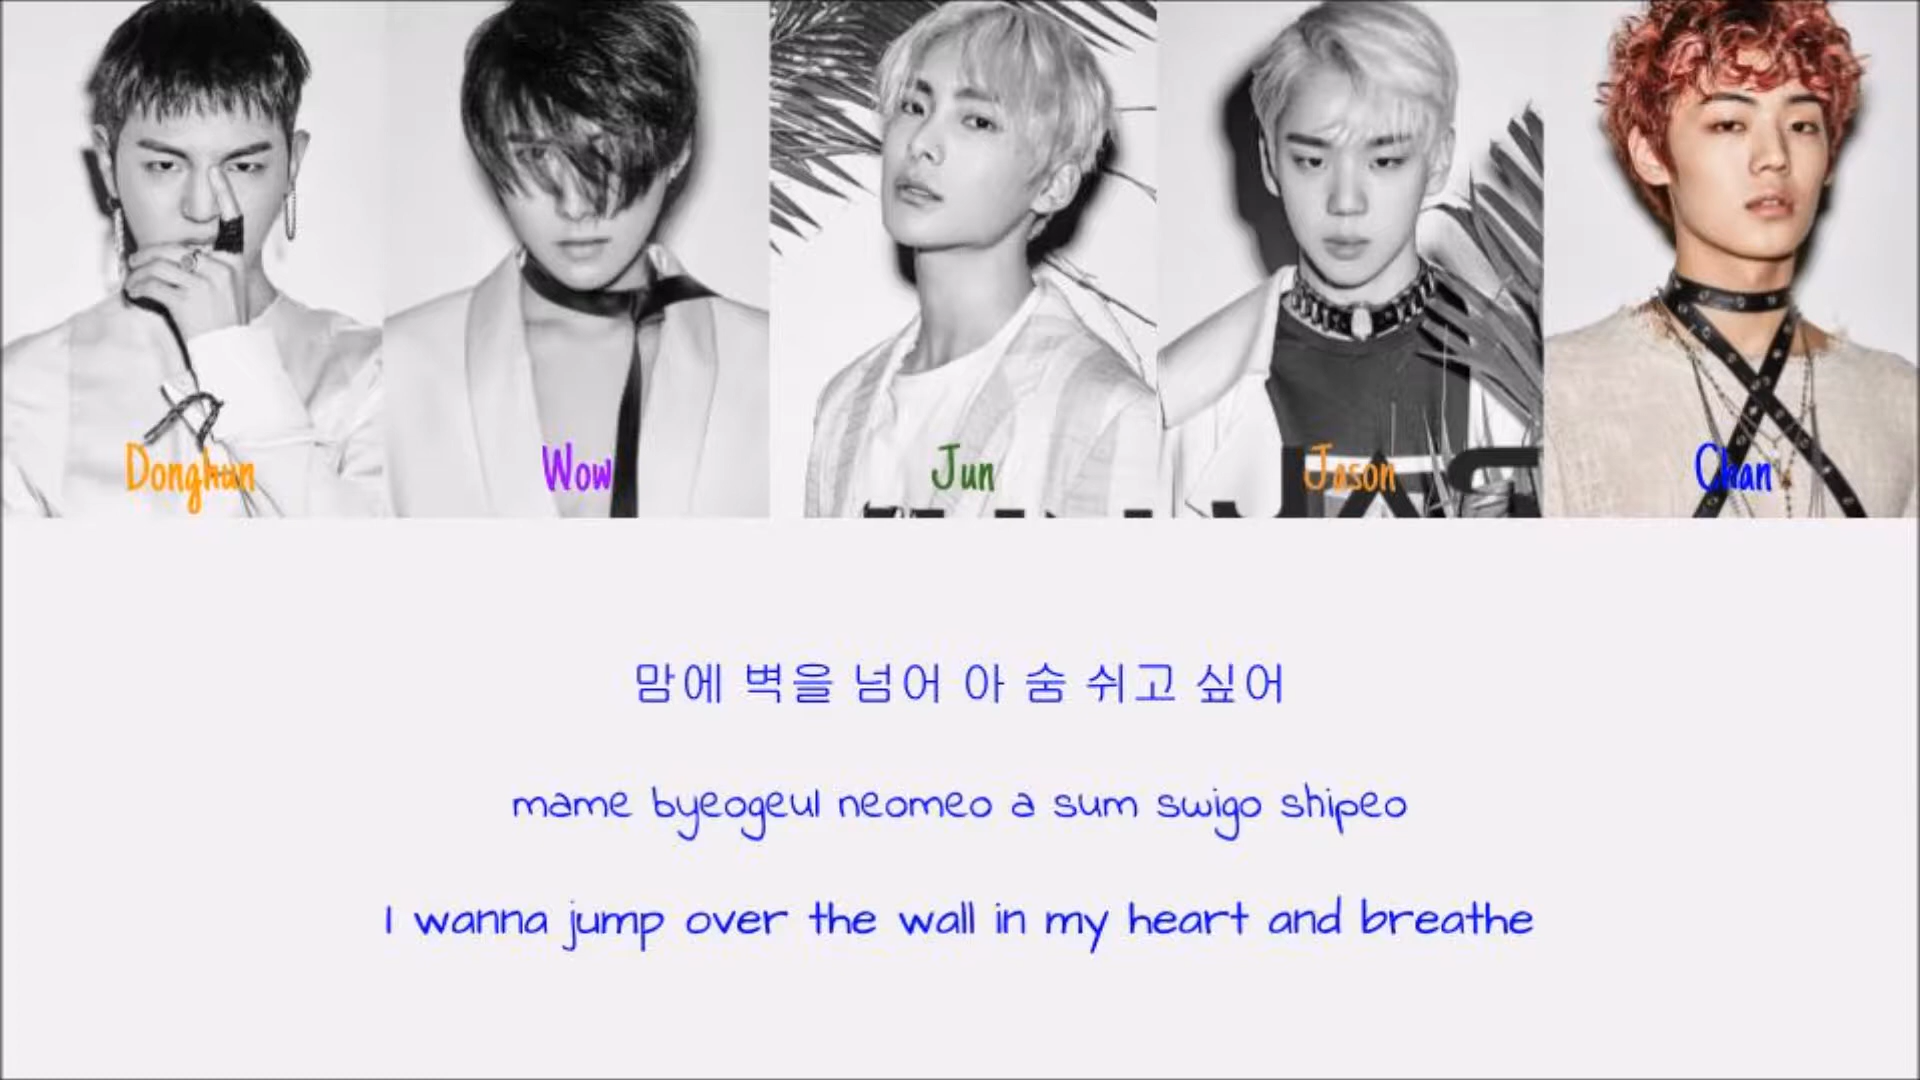 Donghun Wow Jun Jason Chan
맘에 벽을 넘어 아 숨 쉬고 싶어
mame byeogeul neomeo a sum swigo shipeo
I wanna jump over the wall in my heart and breathe